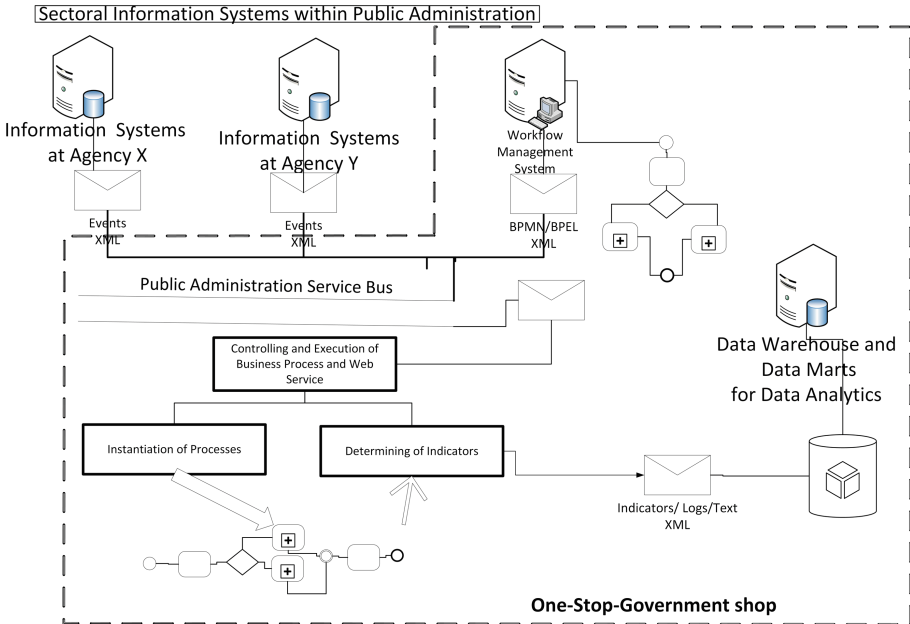 Sectoral Information Systems within Public Administration
Information Systems
at Agency X
Information Systems
at Agency Y
Workflow
Management
System
Events
XML
Events
XML
BPMN/BPEL
XML
Public Administration Service Bus
Controlling and Execution of
Business Process and Web
Service
Data Warehouse and
Data Marts
for Data Analytics
Instantiation of Processes
Determining of Indicators
Indicators/ Logs/Text
XML
One-Stop-Government shop